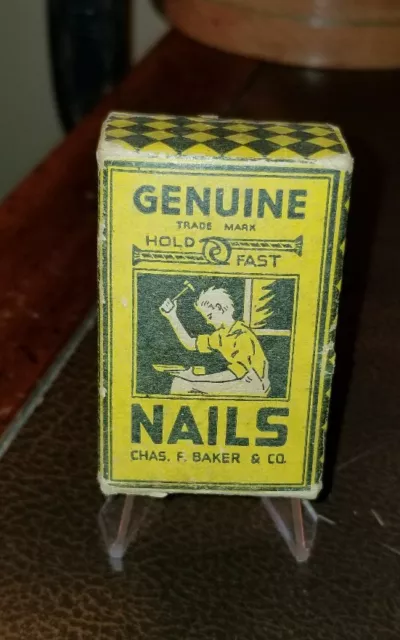 GENUINE
TRADE MARK
HOLD
FAST
NAILS
CHAS. F. BAKER & CO.